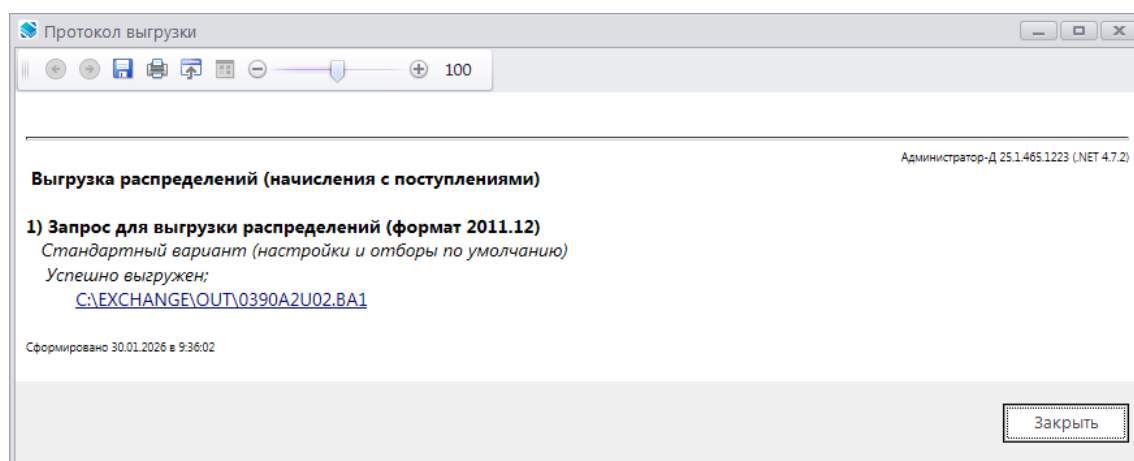 Протокол выгрузки
100
Администратор-Д 25.1.465.1223 (.NET 4.7.2)
Выгрузка распределений (начисления с поступлениями)
1) Запрос для выгрузки распределений (формат 2011.12)
Стандартный вариант (настройки и отборы по умолчанию)
Успешно выгружен;
C:\EXCHANGE\OUT\0390A2U02.BA1
Сформировано 30.01.2026 в 9:36:02
Закрыть